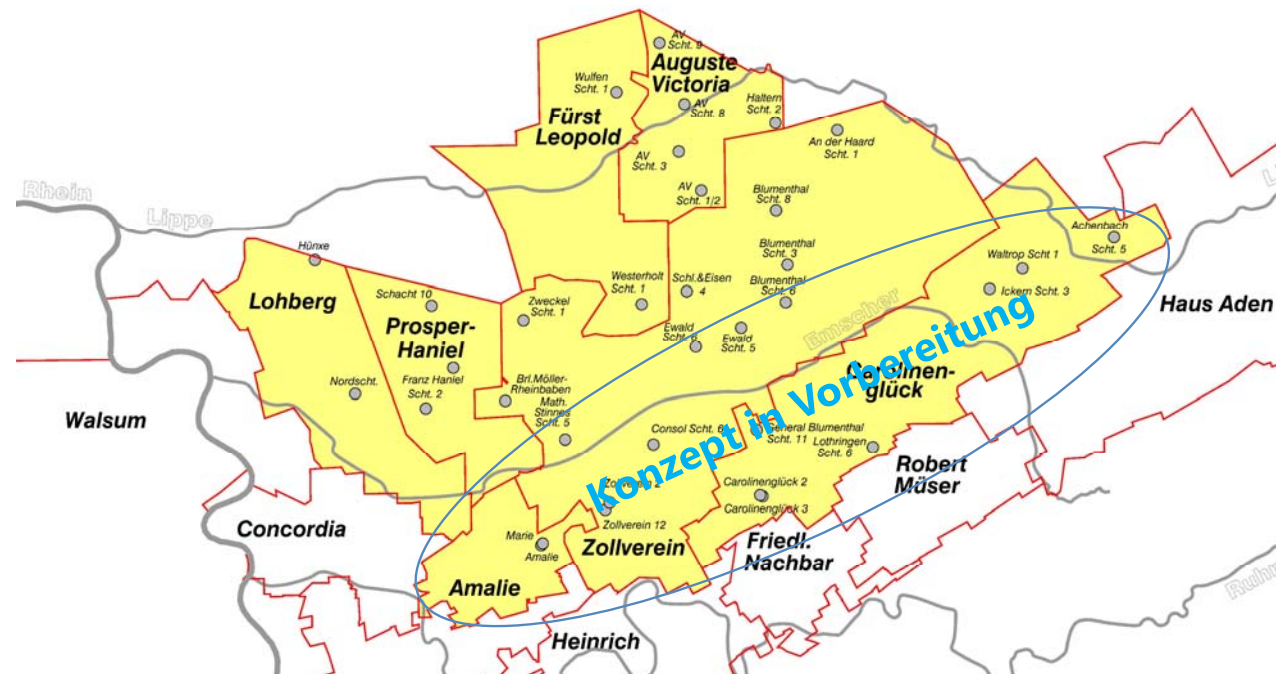 AV
Scht. 9
Auguste
Victoria
Wulfen
Scht. 1
AV
Scht. 8
Haltern
Scht. 2
Fürst
Leopold
An der Haard
Scht. 1
AV
Scht. 3
AV
Scht. 1/2
Blumenthal
Scht. 8
Rhein
Lippe
Achenbach
Scht. 5
Hünxe
Blumenthal
Scht. 3
Waltrop Scht 1
Westerholt
Scht. 1
Schl.&Eisen
4
Blumenthal
Scht. 6
Ickern Scht. 3
Haus Aden
Lohberg
Schacht 10
Prosper-
Haniel
Zweckel
Scht. 1
Ewald
Scht. 6
Ewald
Scht. 5
Emscher
Konzept in Vorbereitung
Carolinen-
glück
Nordscht.
Franz Haniel
Scht. 2
Brl.Möller-
Rheinbaben
Math.
Stinnes
Scht. 5
Walsum
Consol Scht. 6
General Blumenthal
Scht. 11
Lothringen
Scht. 6
Robert
Müser
Zollverein 2
Carolinenglück 2
Carolinenglück 3
Concordia
Marie
Amalie
Zollverein 12
Zollverein
Friedl.
Nachbar
Amalie
Heinrich
Ruhr